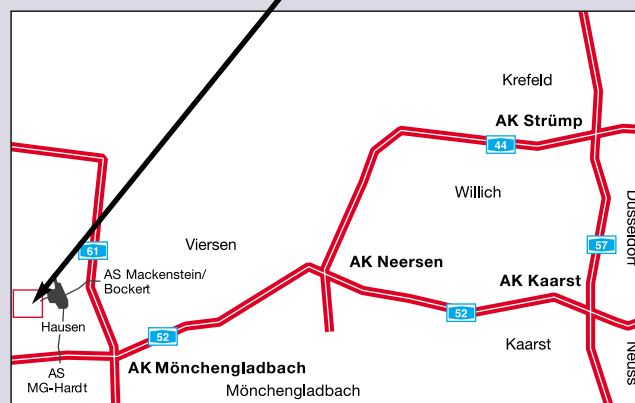 Krefeld
AK Strümp
44
Willich
Düsseldorf
57
61
Viersen
AK Neersen
AS Mackenstein/
Bockert
AK Kaarst
52
Hausen
52
Kaarst
Neuss
AS
MG-Hardt
AK Mönchengladbach
Mönchengladbach